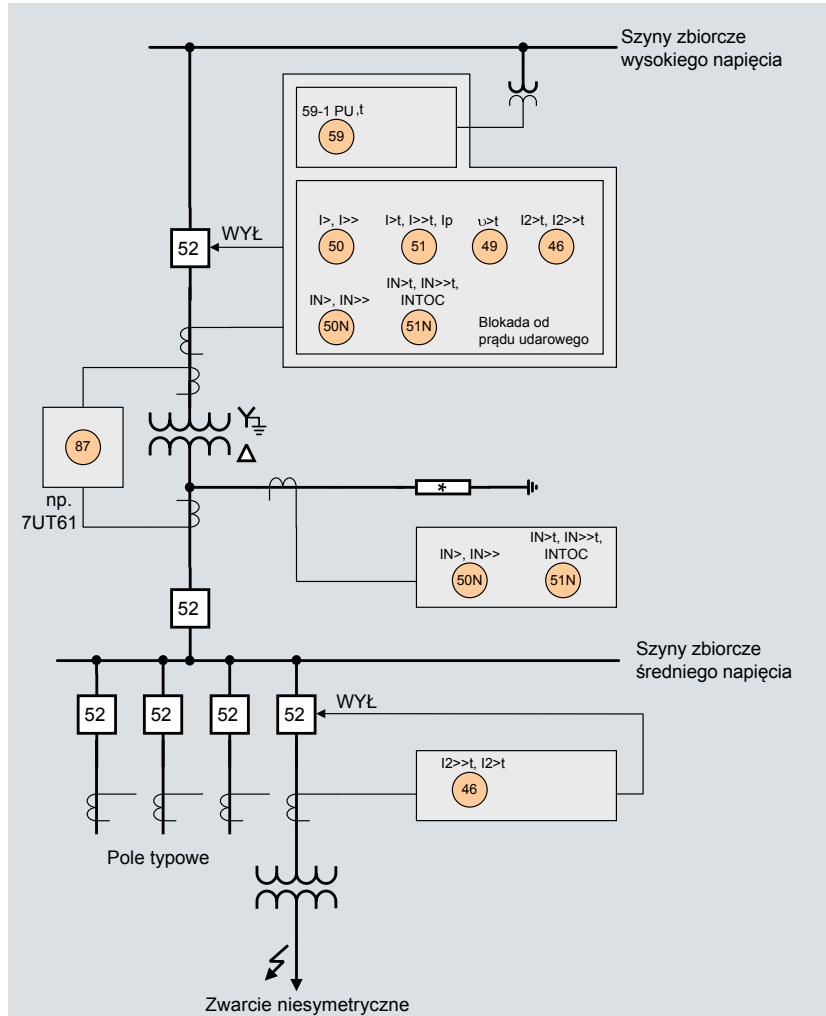 Szyny zbiorcze
wysokiego napięcia
59-1 PU,t
59
I>, I>>
I>t, I>>t, Ip
υ>t
I2>t, I2>>t
50
51
49
46
52
WYŁ
IN>, IN>>
IN>t, IN>>t,
INTOC
50N
51N
Blokada od
prądu udarowego
87
np.
7UT61
*
IN>, IN>>
IN>t, IN>>t,
INTOC
50N
51N
52
Szyny zbiorcze
średniego napięcia
52
52
52
52
WYŁ
I2>>t, I2>t
46
Pole typowe
Zwarcie niesymetryczne